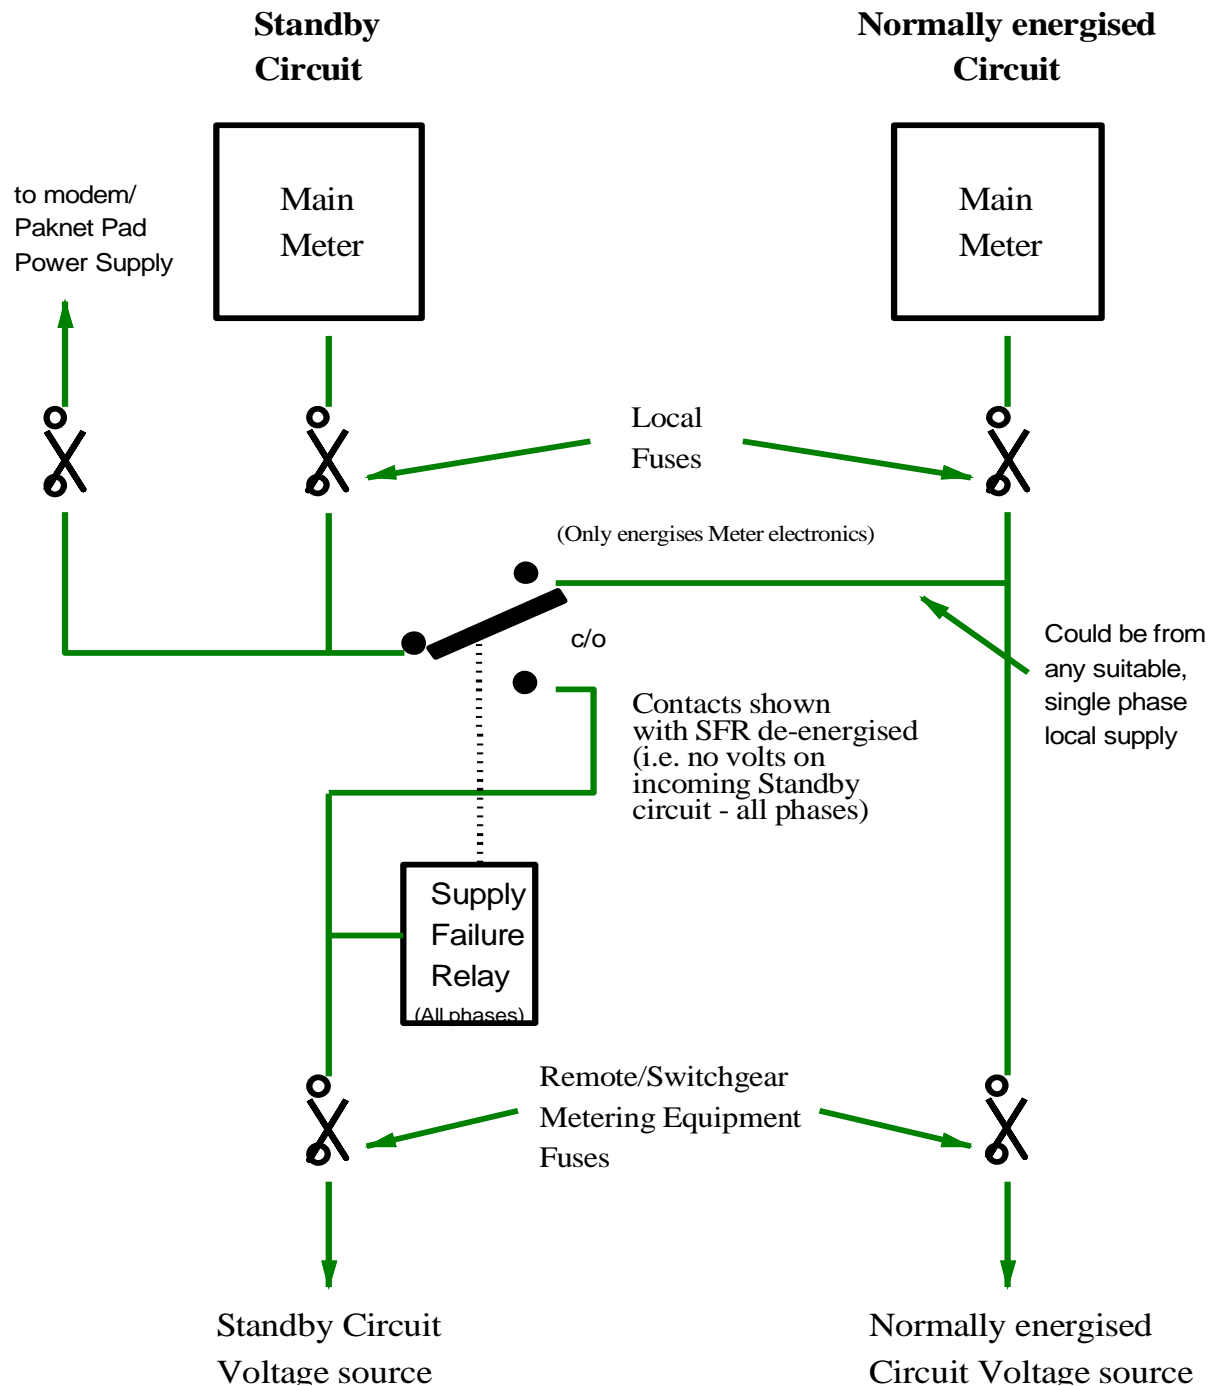 Standby
Circuit
Normally energised
Circuit
to modem/
Paknet Pad
Power Supply
Main
Meter
Main
Meter
Local
Fuses
(Only energises Meter electronics)
c/o
Could be from
any suitable,
single phase
local supply
Contacts shown
with SFR de-energised
(i.e. no volts on
incoming Standby
circuit - all phases)
Supply
Failure
Relay
(All phases)
Remote/Switchgear
Metering Equipment
Fuses
Standby Circuit
Voltage source
Normally energised
Circuit Voltage source